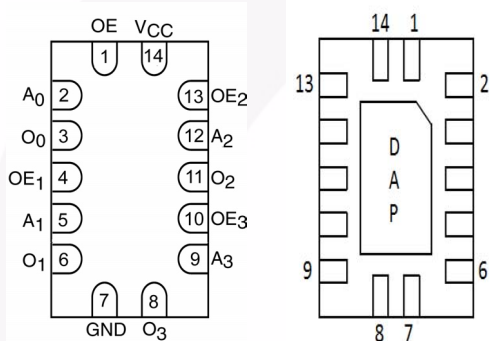 OE VCC
1 14
A0 2 13 OE2
O0 3 12 A2
OE1 4 11 O2
A1 5 10 OE3
O1 6 9 A3
7 8
GND O3
14 1
13 2
D
A
P
9 6
8 7